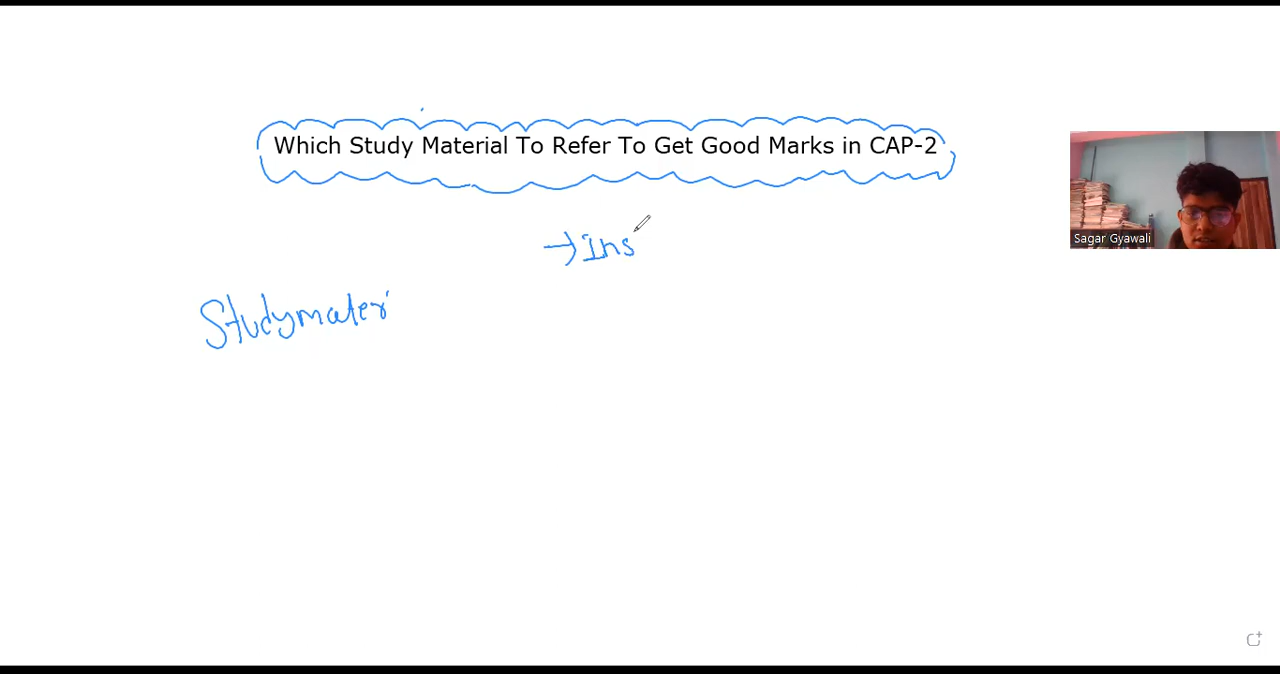 Which Study Material To Refer To Get Good Marks in CAP-2
Sagar Gyawali
→Ins
Studymater